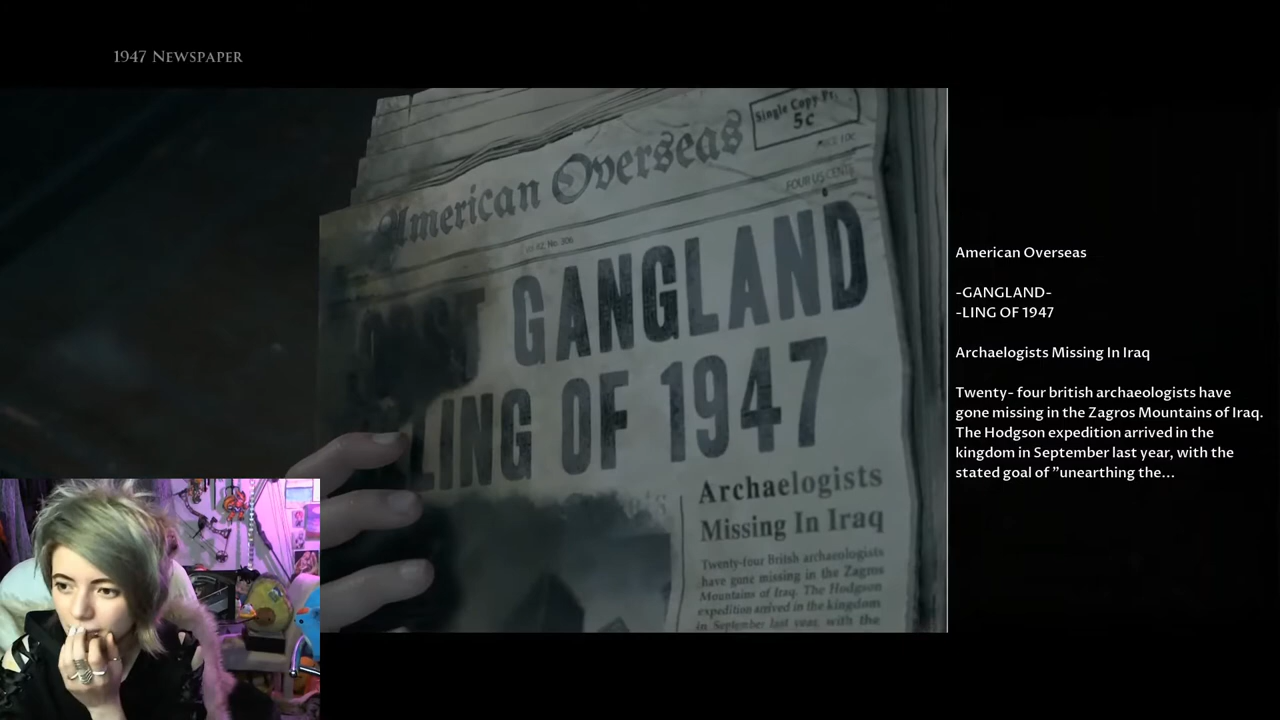 1947 Newspaper
American Overseas
Single Copy Pr.
5c
FOUR US CENTS
GANGLAND
LING OF 1947
Archaelogists
Missing In Iraq
Twenty-four Britsh archaeologists
have gone missing in the Zagros
Mountains of Iraq. The Hodgson
expedition arrived in the kingdom
in September last year, with the
American Overseas
-GANGLAND-
-LING OF 1947
Archaelogists Missing In Iraq
Twenty- four british archaeologists have
gone missing in the Zagros Mountains of Iraq.
The Hodgson expedition arrived in the
kingdom in September last year, with the
stated goal of "unearthing the...